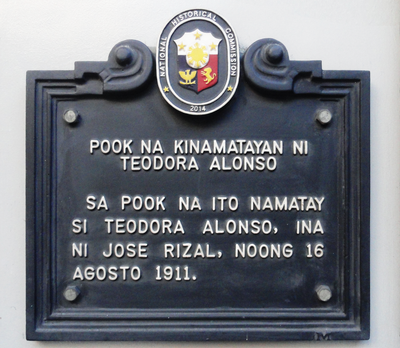 NATIONAL HISTORICAL COMMISSION
2014
POOK NA KINAMATAYAN NI
TEODORA ALONSO
SA POOK NA ITO NAMATAY
SI TEODORA ALONSO, INA
NI JOSE RIZAL, NOONG 16
AGOSTO 1911.